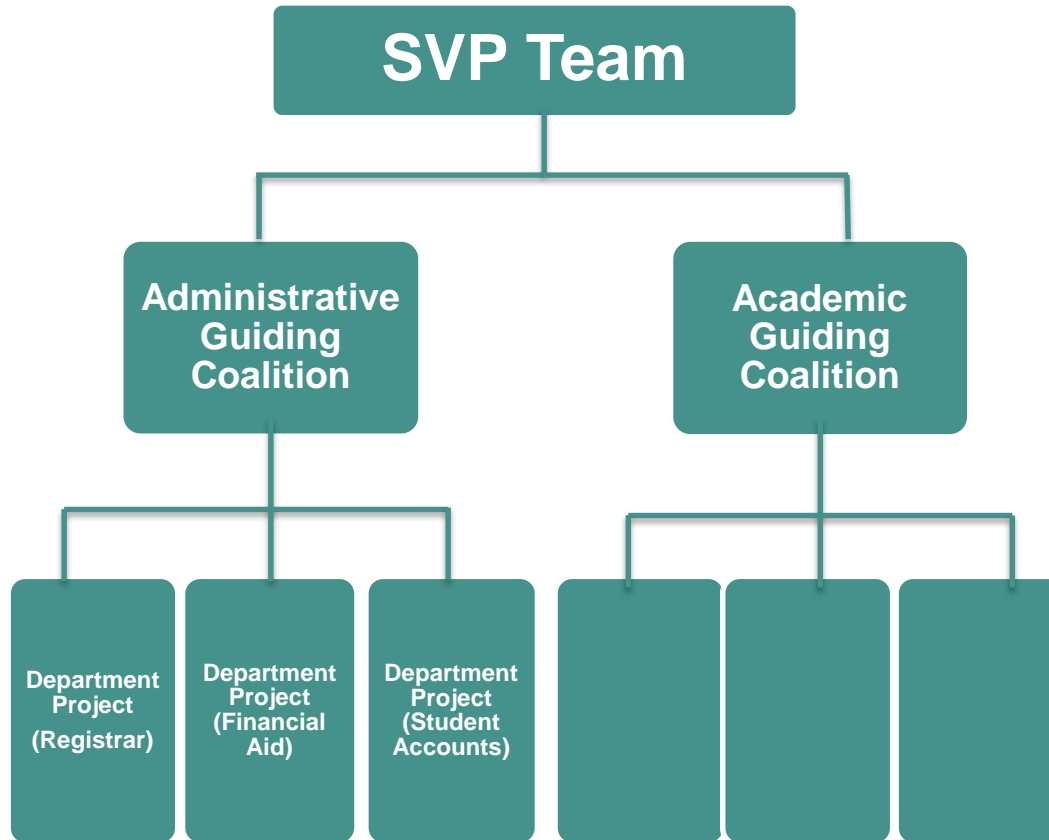 SVP Team
Administrative
Guiding
Coalition
Academic
Guiding
Coalition
Department
Project
(Registrar)
Department
Project
(Financial
Aid)
Department
Project
(Student
Accounts)